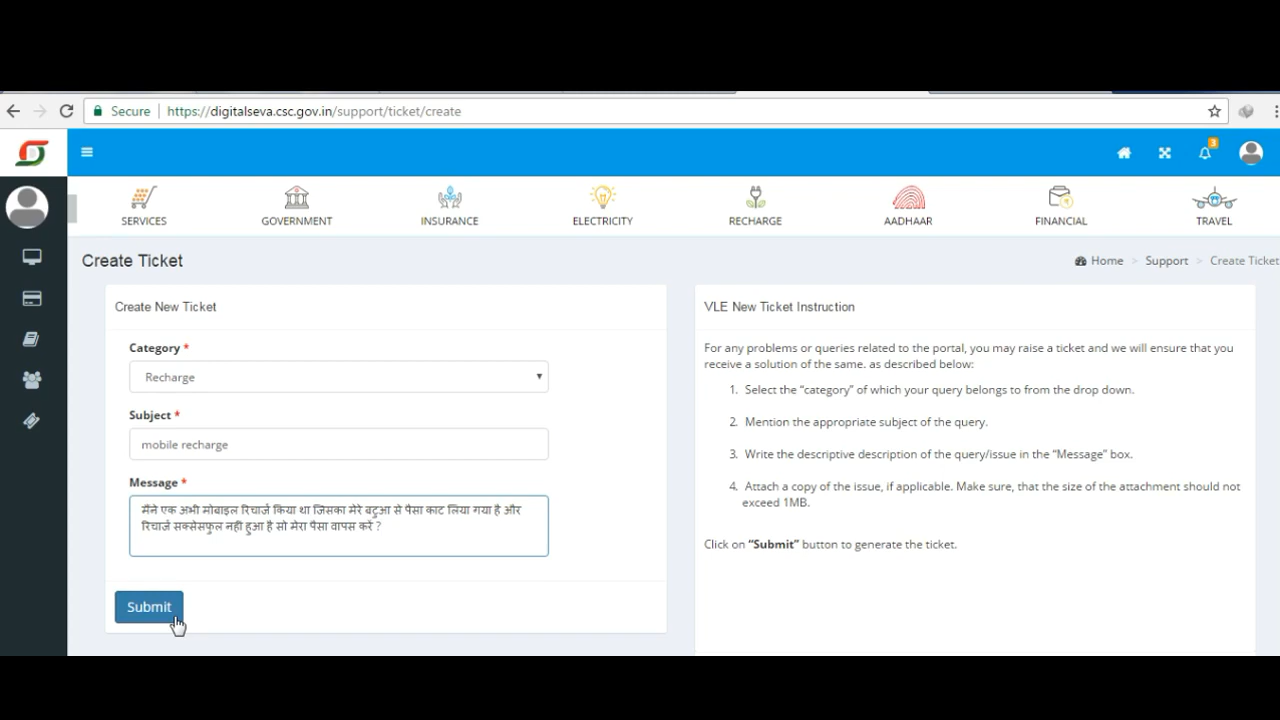 Secure
https://digitalseva.csc.gov.in/support/ticket/create
3
SERVICES
GOVERNMENT
INSURANCE
ELECTRICITY
RECHARGE
AADHAAR
FINANCIAL
TRAVEL
Create Ticket
Home > Support > Create Ticket
Create New Ticket
Category *
Recharge
Subject *
mobile recharge
Message *
मैंने एक अभी मोबाइल रिचार्ज किया था जिसका मेरे बटुआ से पैसा काट लिया गया है और
रिचार्ज सक्सेसफुल नही हुआ है सो मेरा पैसा वापस करें ?
Submit
VLE New Ticket Instruction
For any problems or queries related to the portal, you may raise a ticket and we will ensure that you
receive a solution of the same. as described below:
1. Select the “category” of which your query belongs to from the drop down.
2. Mention the appropriate subject of the query.
3. Write the descriptive description of the query/issue in the “Message” box.
4. Attach a copy of the issue, if applicable. Make sure, that the size of the attachment should not
exceed 1MB.
Click on “Submit” button to generate the ticket.